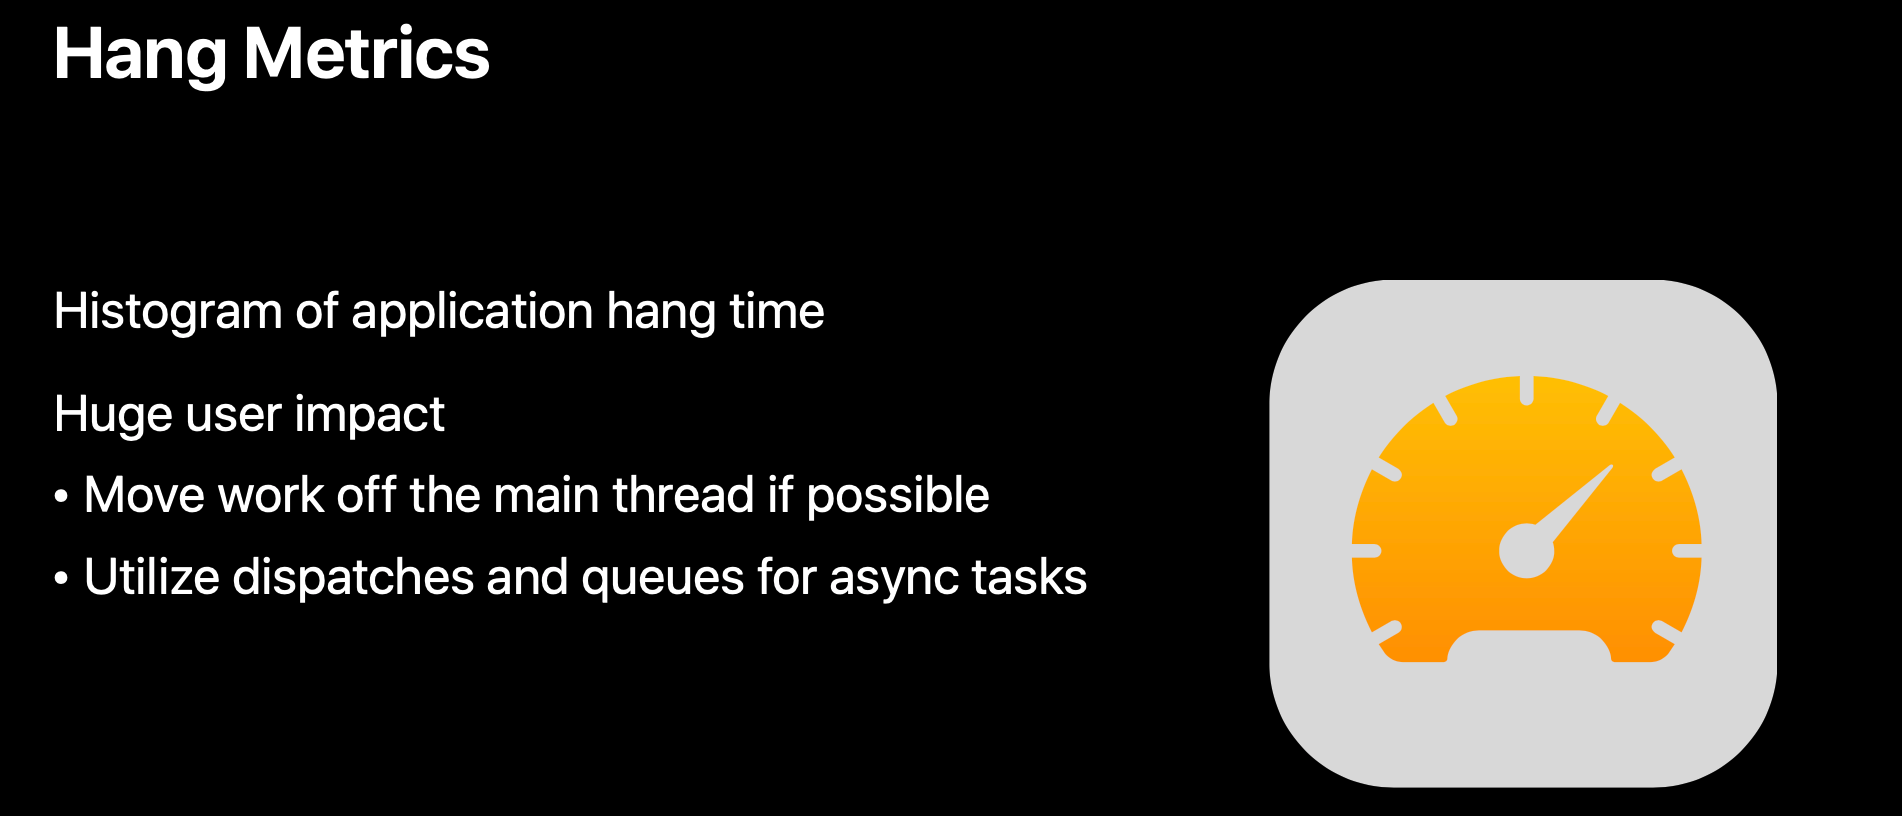 Hang Metrics
Histogram of application hang time
Huge user impact
• Move work off the main thread if possible
• Utilize dispatches and queues for async tasks